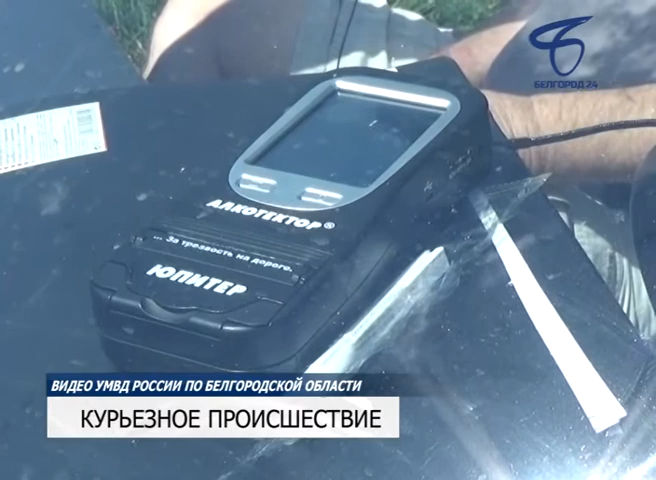 БЕЛГОРОД 24
АЛКОТЕКТОР®
... За трезвость на дороге.
ЮПИТЕР
ВИДЕО УМВД РОССИИ ПО БЕЛГОРОДСКОЙ ОБЛАСТИ
КУРЬЕЗНОЕ ПРОИСШЕСТВИЕ